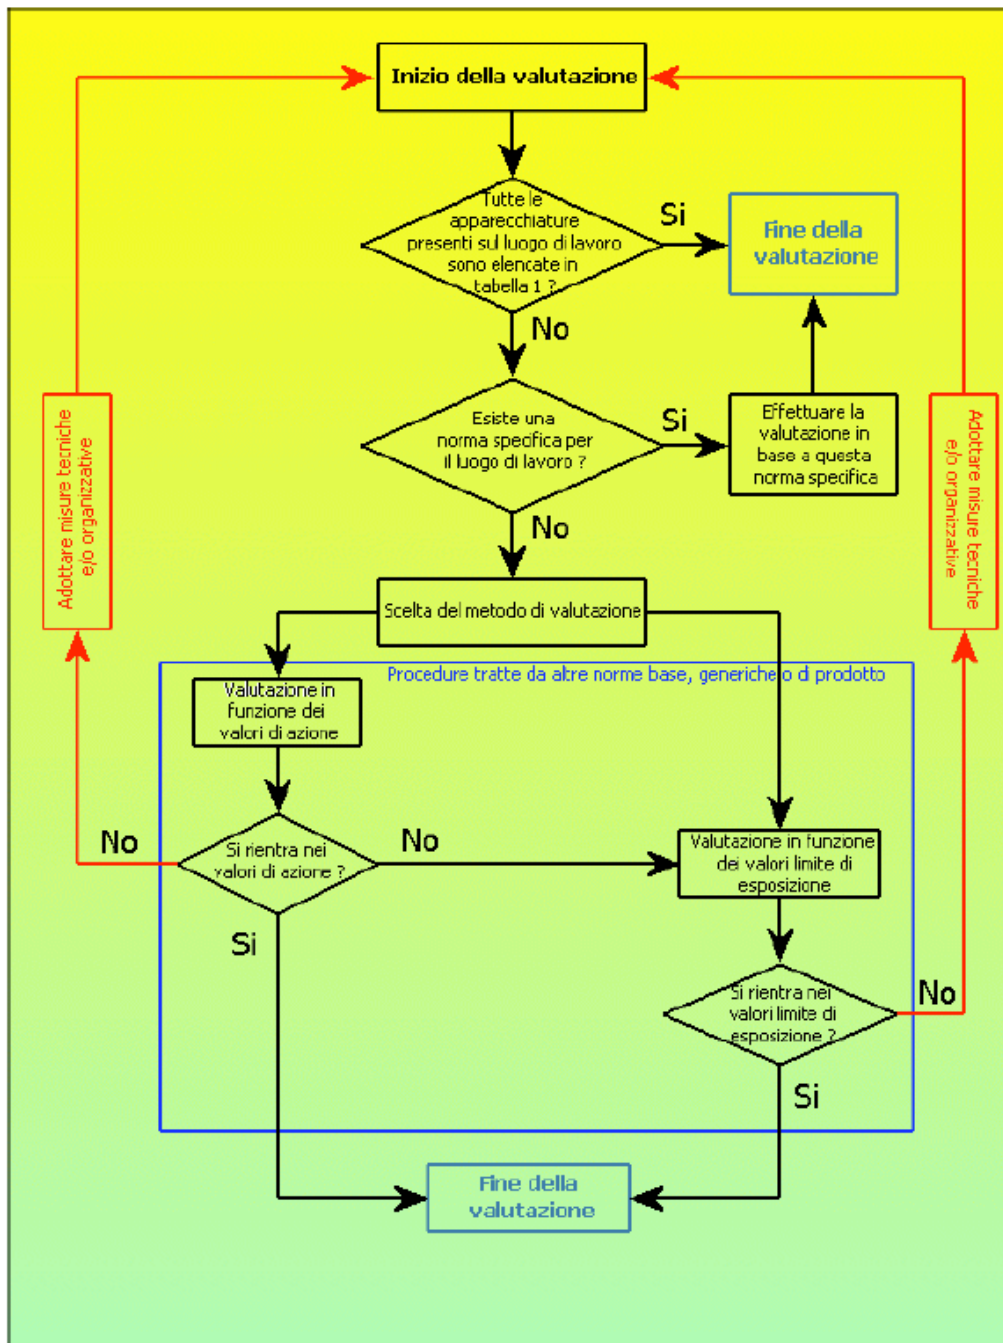 Inizio della valutazione
Tutte le
apparecchiature
presenti sul luogo di lavoro
sono elencate in
tabella 1 ?
Si
Fine della
valutazione
No
Esiste una
norma specifica per
il luogo di lavoro ?
Si
Effettuare la
valutazione in
base a questa
norma specifica
No
Adottare misure tecniche
e/o organizzative
Adottare misure tecniche
e/o organizzative
Scelta del metodo di valutazione
Procedure tratte da altre norme base, generiche o di prodotto
Valutazione in
funzione dei
valori di azione
No
Si rientra nei
valori di azione ?
No
Valutazione in funzione
dei valori limite di
esposizione
Si
Si rientra nei
valori limite di
esposizione ?
No
Si
Fine della
valutazione